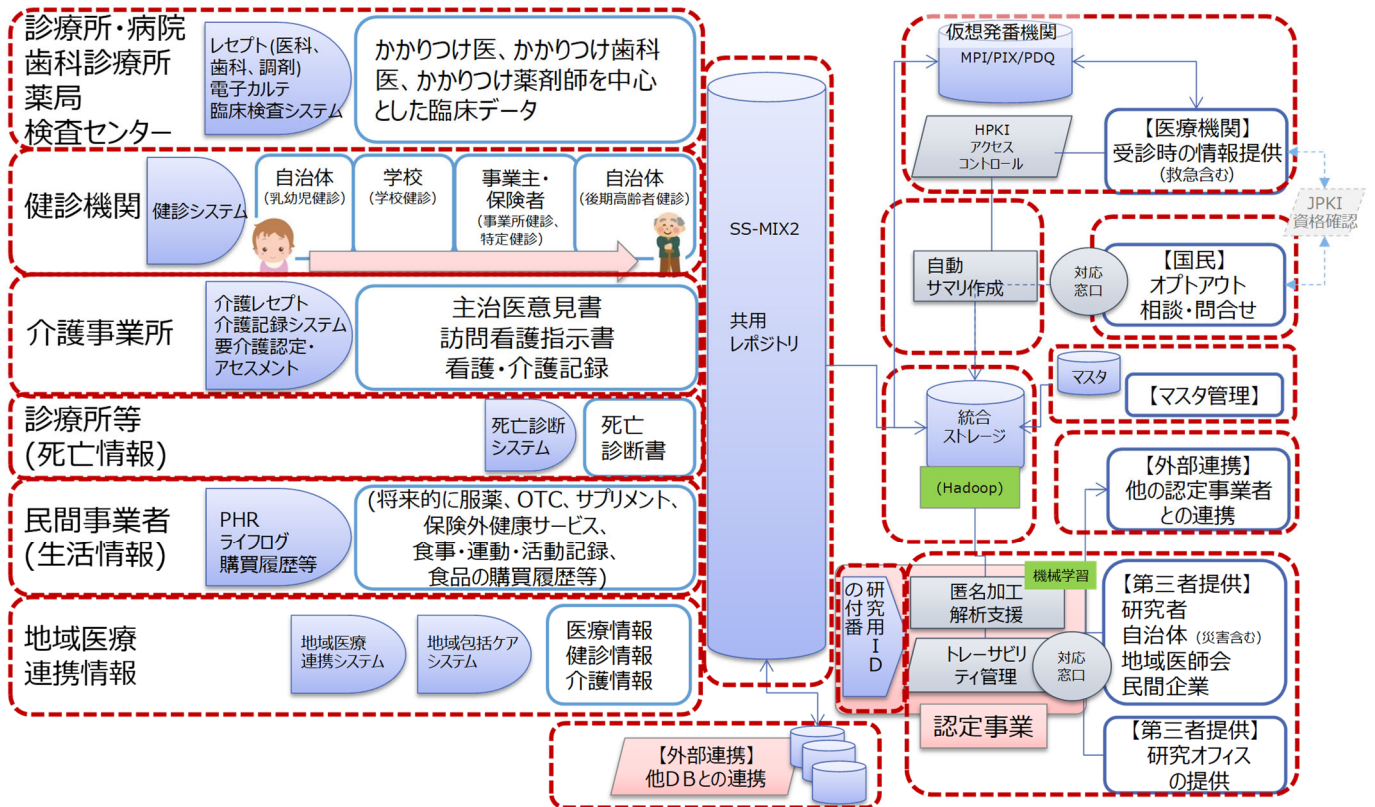 診療所・病院
歯科診療所
薬局
検査センター
レセプト(医科、
歯科、調剤)
電子カルテ
臨床検査システム
かかりつけ医、かかりつけ歯科
医、かかりつけ薬剤師を中心
とした臨床データ
健診機関
健診システム
自治体
(乳幼児健診)
学校
(学校健診)
事業主・
保険者
(事業所健診、
特定健診)
自治体
(後期高齢者健診)
介護事業所
介護レセプト
介護記録システム
要介護認定・
アセスメント
主治医意見書
訪問看護指示書
看護・介護記録
診療所等
(死亡情報)
死亡診断
システム
死亡
診断書
民間事業者
(生活情報)
PHR
ライフログ
購買履歴等
(将来的に服薬、OTC、サプリメント、
保険外健康サービス、
食事・運動・活動記録、
食品の購買履歴等)
地域医療
連携情報
地域医療
連携システム
地域包括ケア
システム
医療情報
健診情報
介護情報
SS-MIX2
共用
レポジトリ
【外部連携】
他DBとの連携
仮想発番機関
MPI/PIX/PDQ
HPKI
アクセス
コントロール
【医療機関】
受診時の情報提供
(救急含む)
JPKI
資格確認
自動
サマリ作成
対応
窓口
【国民】
オプトアウト
相談・問合せ
マスタ
【マスタ管理】
統合
ストレージ
(Hadoop)
【外部連携】
他の認定事業者
との連携
研究用ID
の付番
機械学習
匿名加工
解析支援
トレーサビリ
ティ管理
対応
窓口
認定事業
【第三者提供】
研究者
自治体(災害含む)
地域医師会
民間企業
【第三者提供】
研究オフィス
の提供